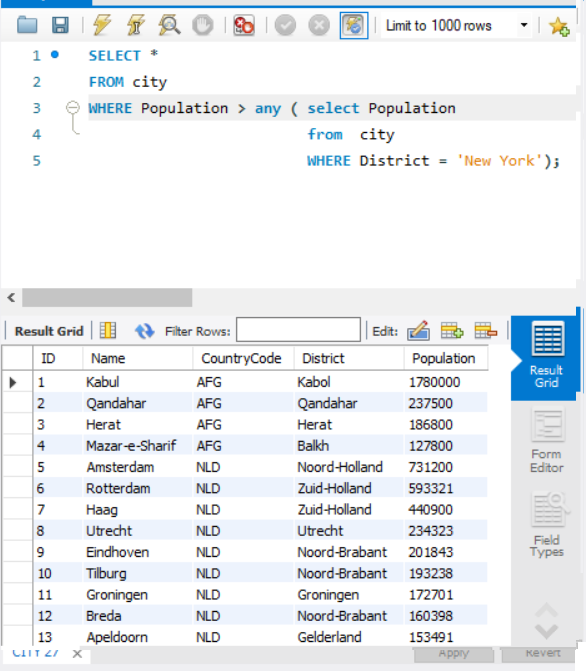 Limit to 1000 rows
1 SELECT *
2 FROM city
3 WHERE Population > any ( select Population
4 from city
5 WHERE District = 'New York');
Result Grid Filter Rows: Edit:
ID Name CountryCode District Population
1 Kabul AFG Kabol 1780000
2 Qandahar AFG Qandahar 237500
3 Herat AFG Herat 186800
4 Mazar-e-Sharif AFG Balkh 127800
5 Amsterdam NLD Noord-Holland 731200
6 Rotterdam NLD Zuid-Holland 593321
7 Haag NLD Zuid-Holland 440900
8 Utrecht NLD Utrecht 234323
9 Eindhoven NLD Noord-Brabant 201843
10 Tilburg NLD Noord-Brabant 193238
11 Groningen NLD Groningen 172701
12 Breda NLD Noord-Brabant 160398
13 Apeldoorn NLD Gelderland 153491
Result
Grid
Form
Editor
Field
Types
CITY 27 Apply Revert